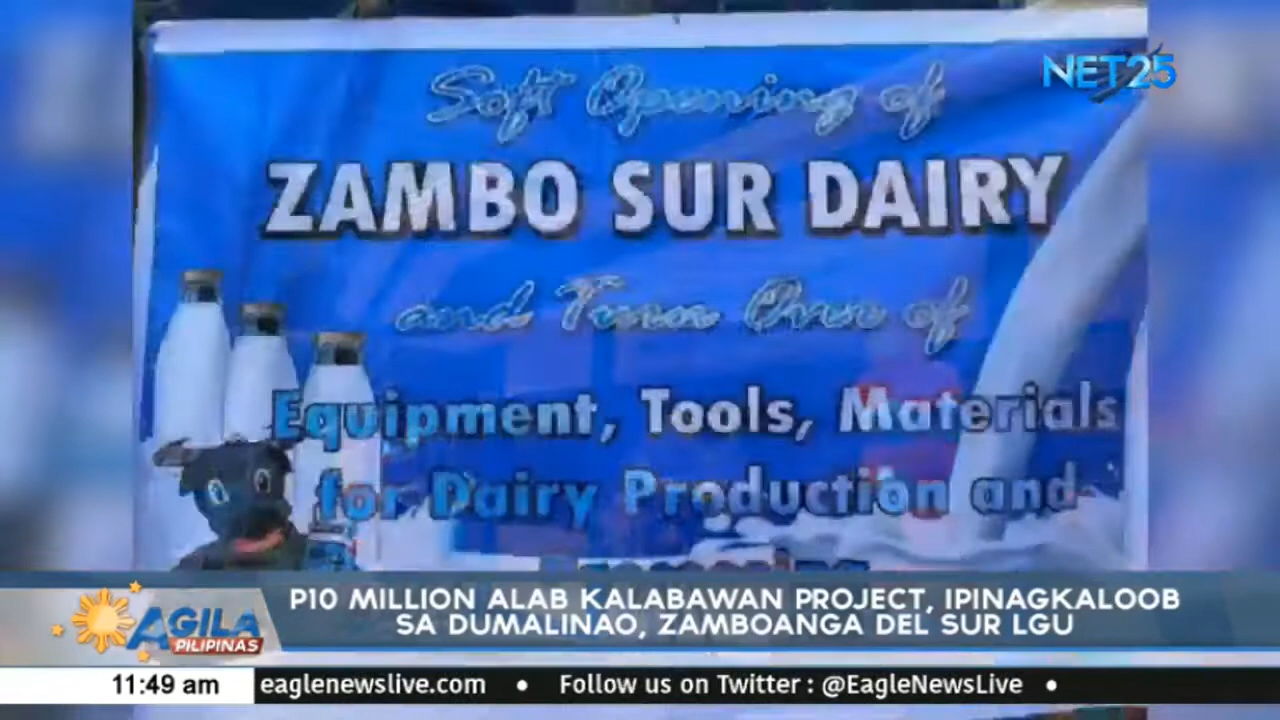 NET25
Soft Opening of
ZAMBO SUR DAIRY
and Turn Over of
Equipment, Tools, Materials
for Dairy Production and
P10 MILLION ALAB KALABAWAN PROJECT, IPINAGKALOOB
SA DUMALINAO, ZAMBOANGA DEL SUR LGU
AGILA
PILIPINAS
11:49 am eaglenewslive.com • Follow us on Twitter : @EagleNewsLive •